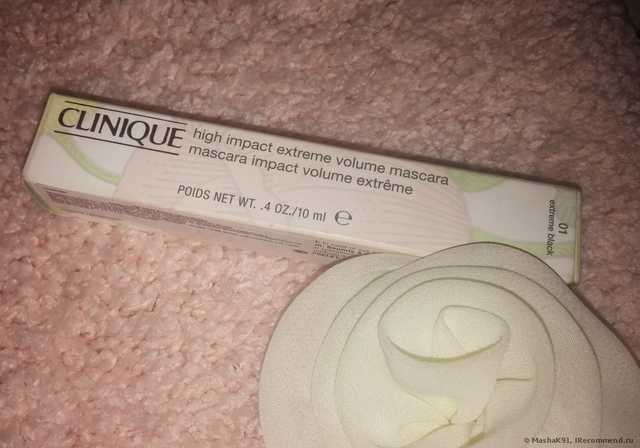 CLINIQUE
high impact extreme volume mascara
mascara impact volume extrême
POIDS NET WT. .4 OZ./10 ml ℮
01
extreme black
© MashaK91, IRecommend.ru